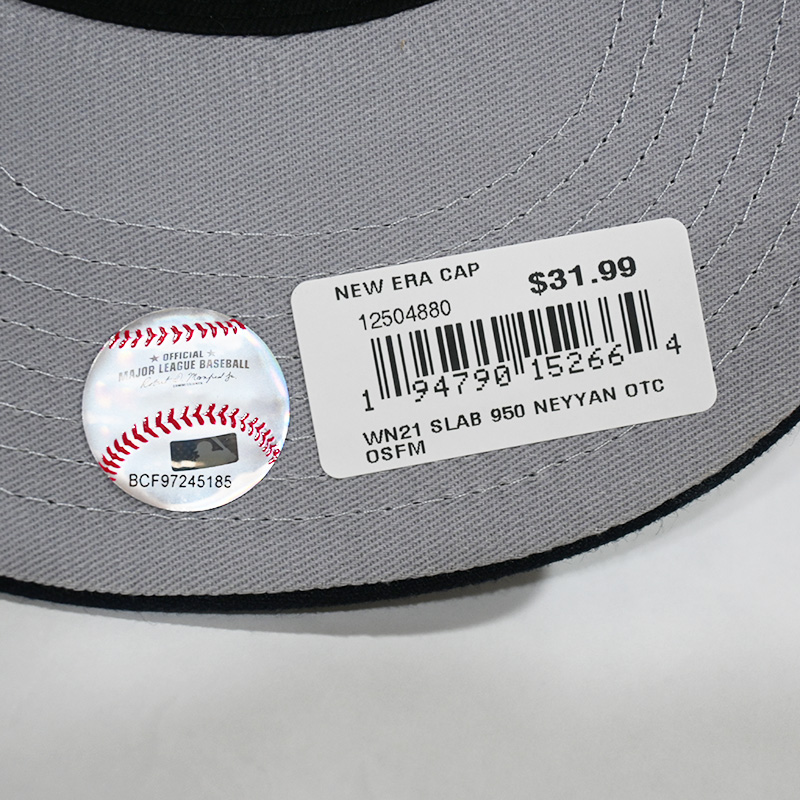 NEW ERA CAP $31.99
12504880
1 94790 15266 4
WN21 SLAB 950 NEYYAN OTC
OSFM
OFFICIAL
MAJOR LEAGUE BASEBALL
BCF97245185